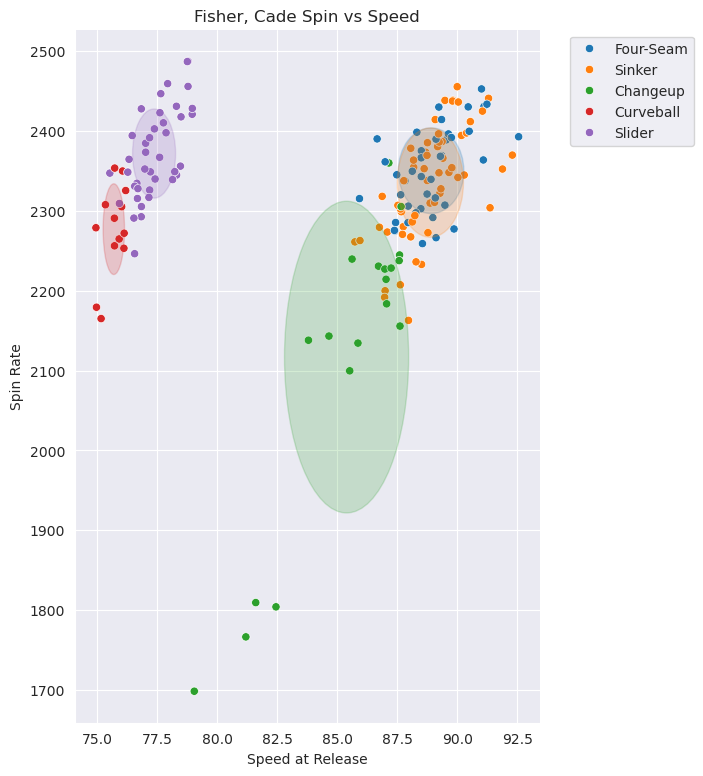 Fisher, Cade Spin vs Speed
Four-Seam
Sinker
Changeup
Curveball
Slider
Spin Rate
2500
2400
2300
2200
2100
2000
1900
1800
1700
75.0 77.5 80.0 82.5 85.0 87.5 90.0 92.5
Speed at Release